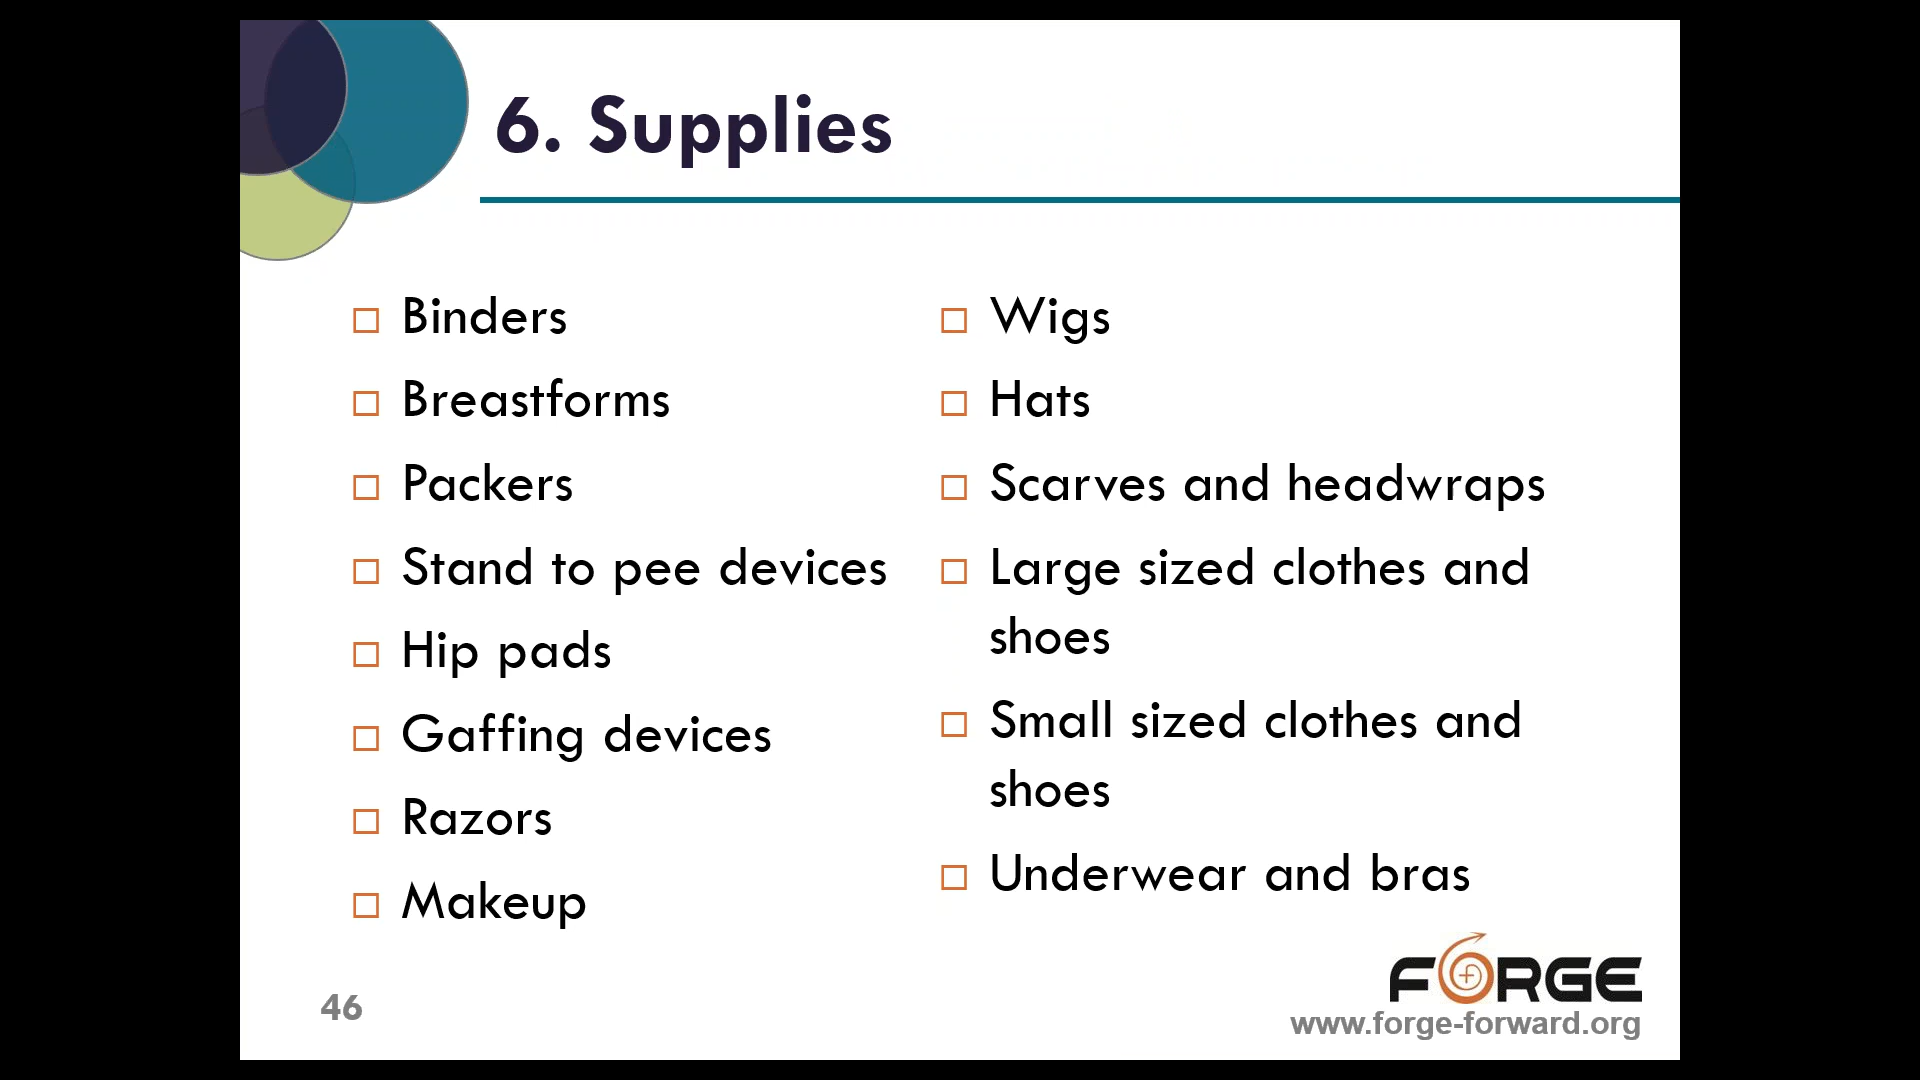 6. Supplies
Binders
Breastforms
Packers
Stand to pee devices
Hip pads
Gaffing devices
Razors
Makeup
Wigs
Hats
Scarves and headwraps
Large sized clothes and
shoes
Small sized clothes and
shoes
Underwear and bras
FORGE
www.forge-forward.org
46